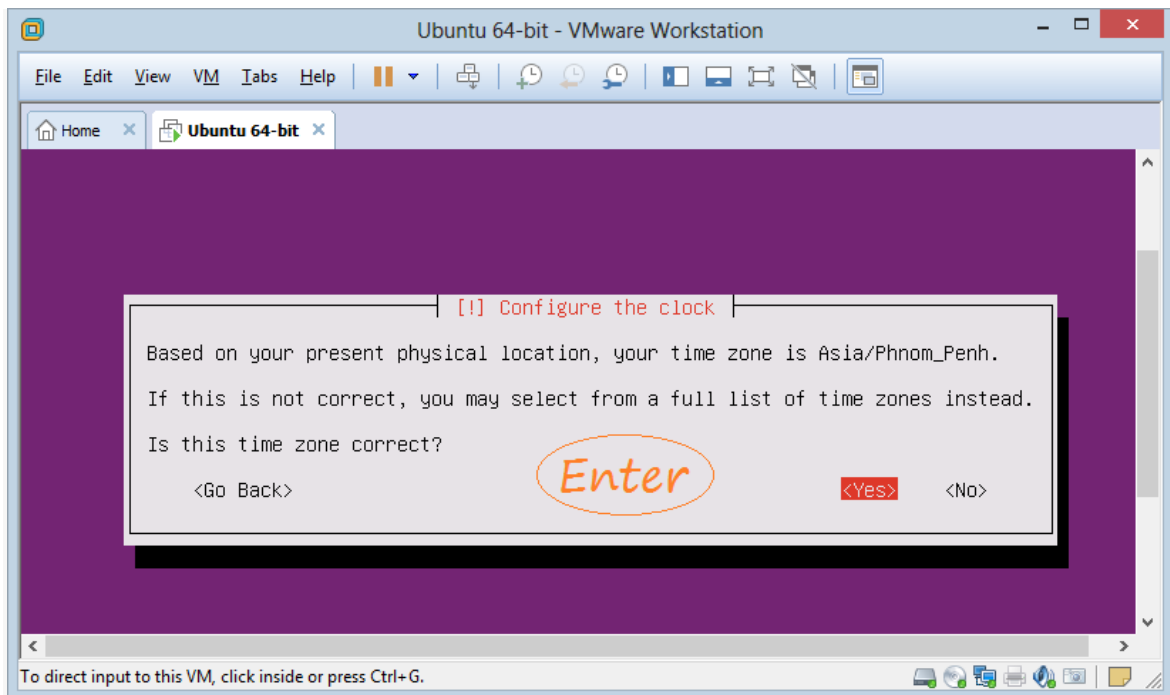 Ubuntu 64-bit - VMware Workstation
File Edit View VM Tabs Help
Home Ubuntu 64-bit
[!] Configure the clock
Based on your present physical location, your time zone is Asia/Phnom_Penh.
If this is not correct, you may select from a full list of time zones instead.
Is this time zone correct?
Enter
<Go Back> <Yes> <No>
To direct input to this VM, click inside or press Ctrl+G.